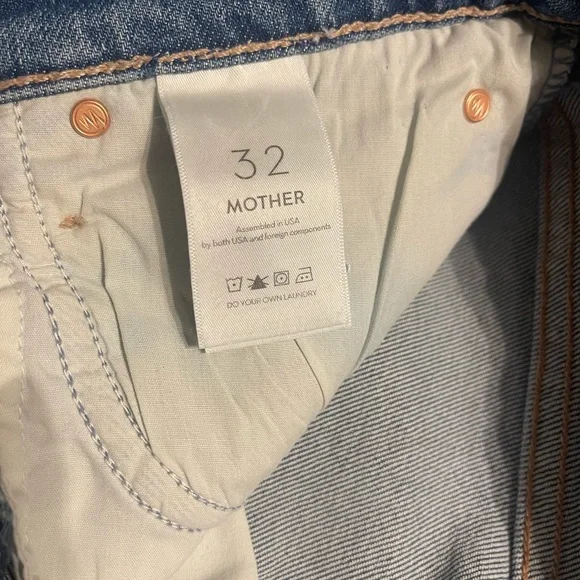 32
MOTHER
Assembled in USA
by both USA and foreign components
DO YOUR OWN LAUNDRY